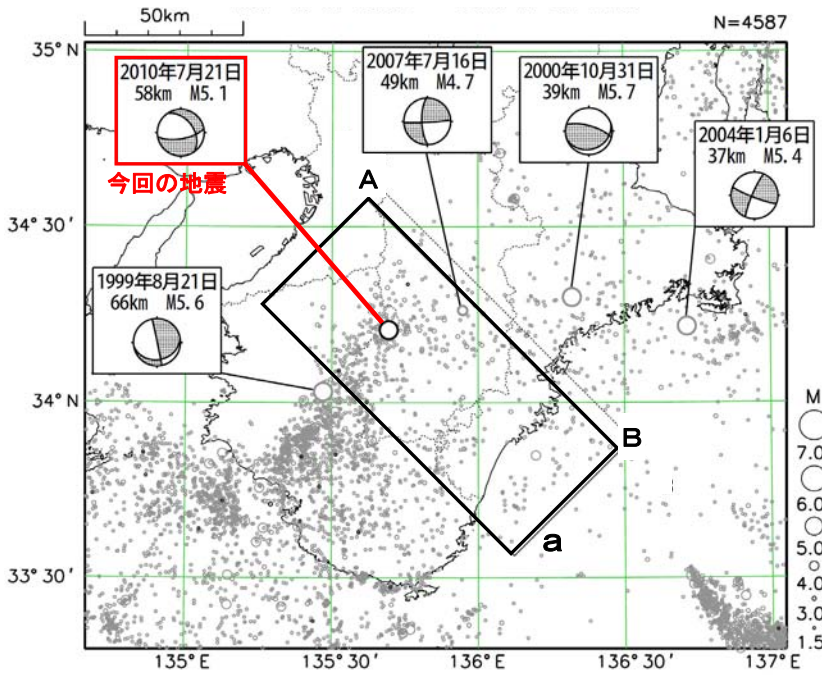 50km
N=4587
35°N
2010年7月21日
58km M5.1
今回の地震
2007年7月16日
49km M4.7
2000年10月31日
39km M5.7
2004年1月6日
37km M5.4
A
34°30′
1999年8月21日
66km M5.6
34°N
B
a
33°30′
M
7.0
6.0
5.0
4.0
3.0
1.5
135°E
135°30′
136°E
136°30′
137°E